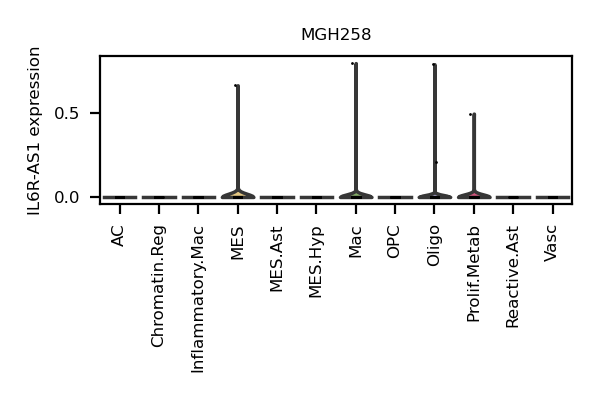 MGH258
IL6R-AS1 expression
0.5
0.0
AC
Chromatin.Reg
Inflammatory.Mac
MES
MES.Ast
MES.Hyp
Mac
OPC
Oligo
Prolif.Metab
Reactive.Ast
Vasc